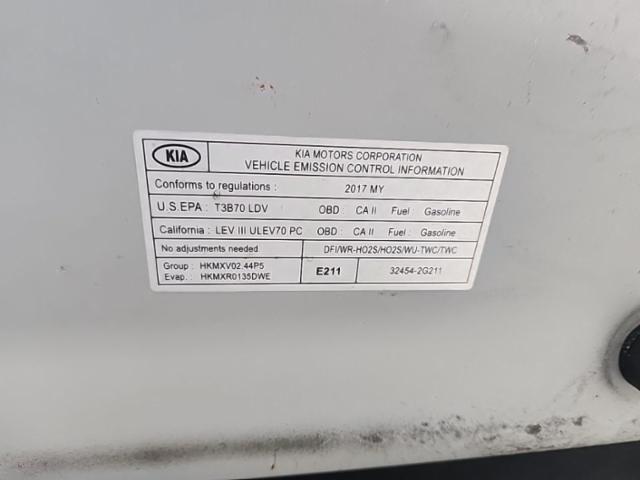 KIA
KIA MOTORS CORPORATION
VEHICLE EMISSION CONTROL INFORMATION
Conforms to regulations : 2017 MY
U.S.EPA : T3B70 LDV OBD : CA II Fuel : Gasoline
California : LEV III ULEV70 PC OBD : CA II Fuel : Gasoline
No adjustments needed DFI/WR-HO2S/HO2S/WU-TWC/TWC
Group : HKMXV02.44P5
Evap. : HKMXR0135DWE
E211 32454-2G211